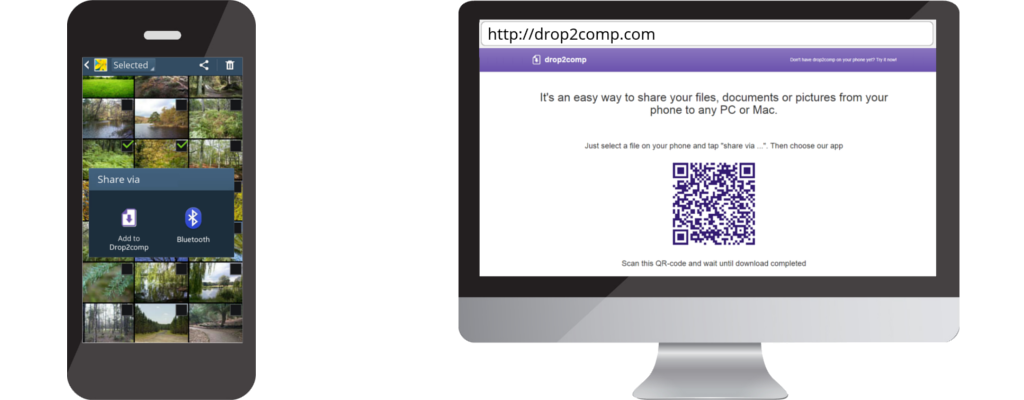 Selected
Share via
Add to
Drop2comp
Bluetooth
http://drop2comp.com
drop2comp
Don't have drop2comp on your phone yet? Try it now!
It's an easy way to share your files, documents or pictures from your
phone to any PC or Mac.
Just select a file on your phone and tap "share via ...". Then choose our app
Scan this QR-code and wait until download completed